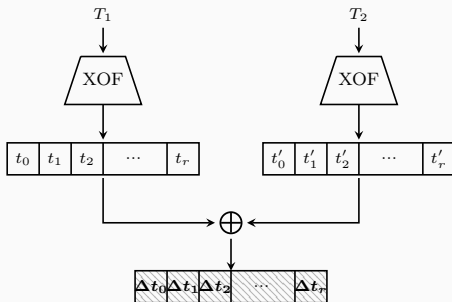 T₁ T₂
XOF XOF
t₀ t₁ t₂ ··· tᵣ t′₀ t′₁ t′₂ ··· t′ᵣ
Δt₀ Δt₁ Δt₂ ··· Δtᵣ